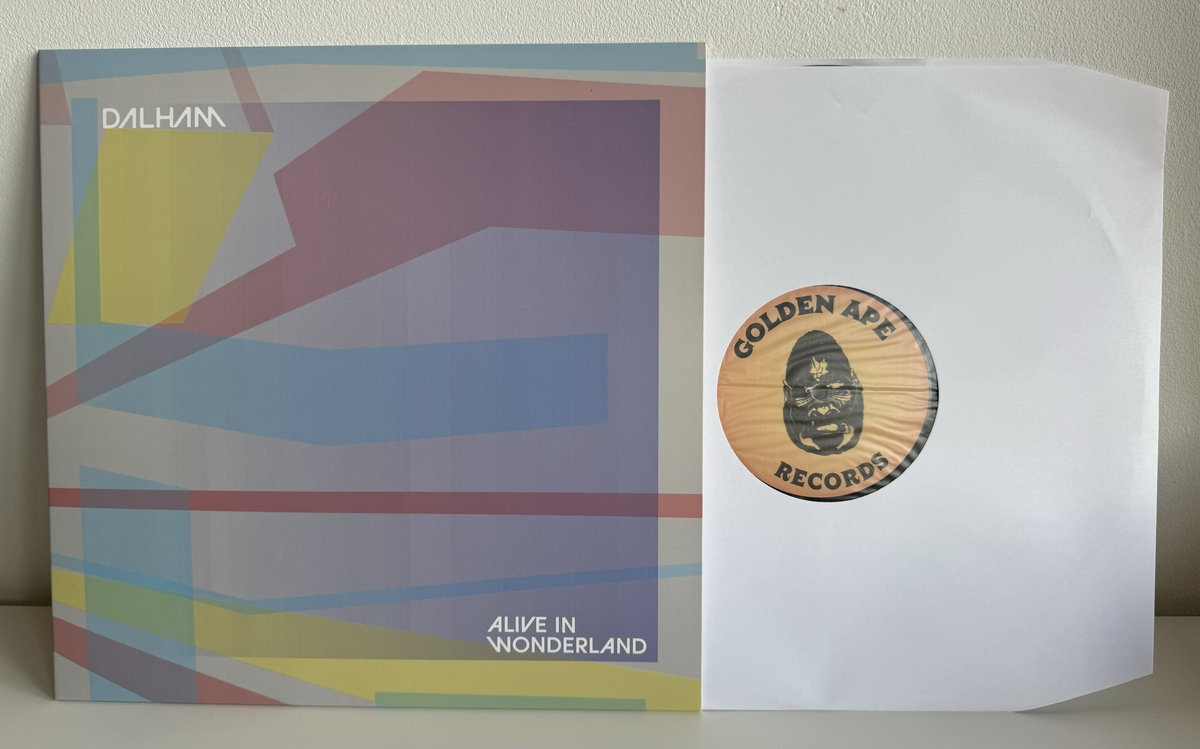 DALHAM
ALIVE IN
WONDERLAND
GOLDEN APE
RECORDS